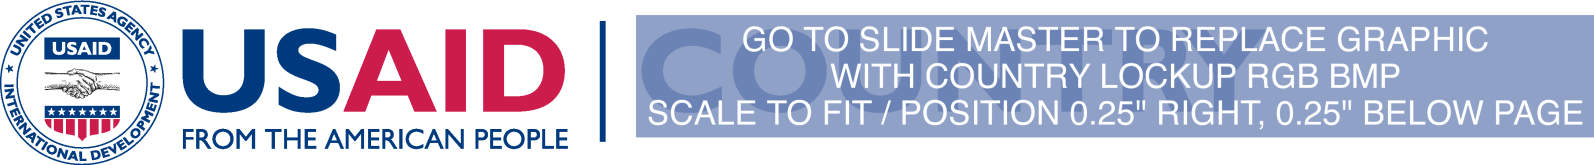 UNITED STATES AGENCY
USAID
INTERNATIONAL DEVELOPMENT
USAID
FROM THE AMERICAN PEOPLE
COUNTRY
GO TO SLIDE MASTER TO REPLACE GRAPHIC
WITH COUNTRY LOCKUP RGB BMP
SCALE TO FIT / POSITION 0.25" RIGHT, 0.25" BELOW PAGE